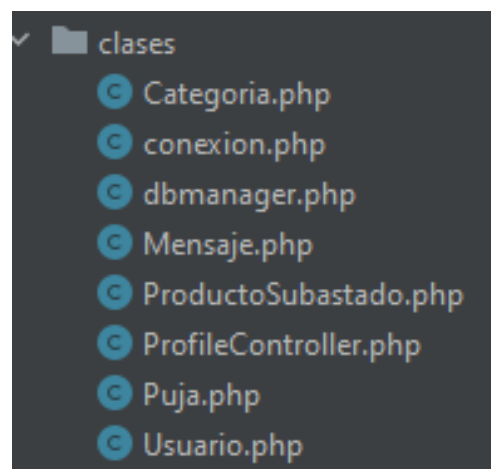 clases
Categoria.php
conexion.php
dbmanager.php
Mensaje.php
ProductoSubastado.php
ProfileController.php
Puja.php
Usuario.php